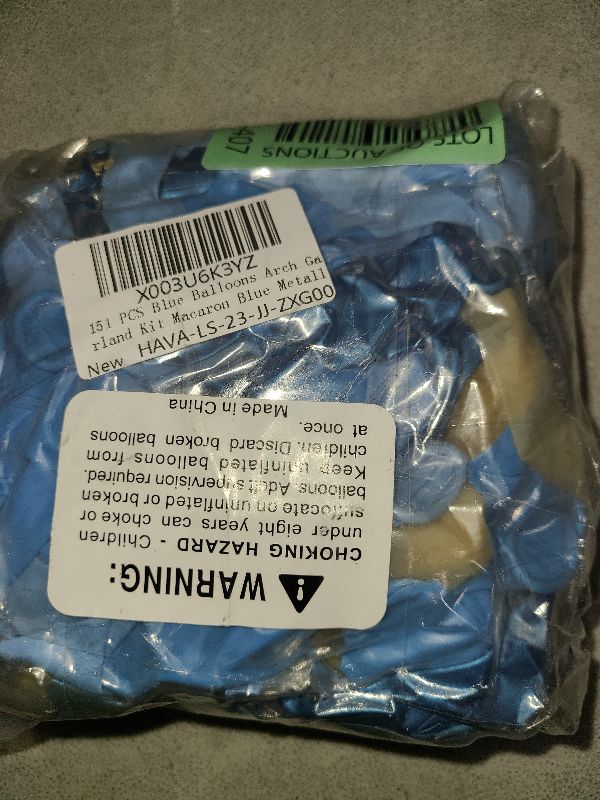 LOTS OF AUCTIONS
407
X003U6K3YZ
151 PCS Blue Balloons Arch Ga
rland Kit Macarou Blue Metall
New HAVA-LS-23-JJ-ZXG00
WARNING:
CHOKING HAZARD - Children
under eight years can choke or
suffocate on uninflated or broken
balloons. Adult supervision required.
Keep uninflated balloons from
children. Discard broken balloons
at once.
Made in China